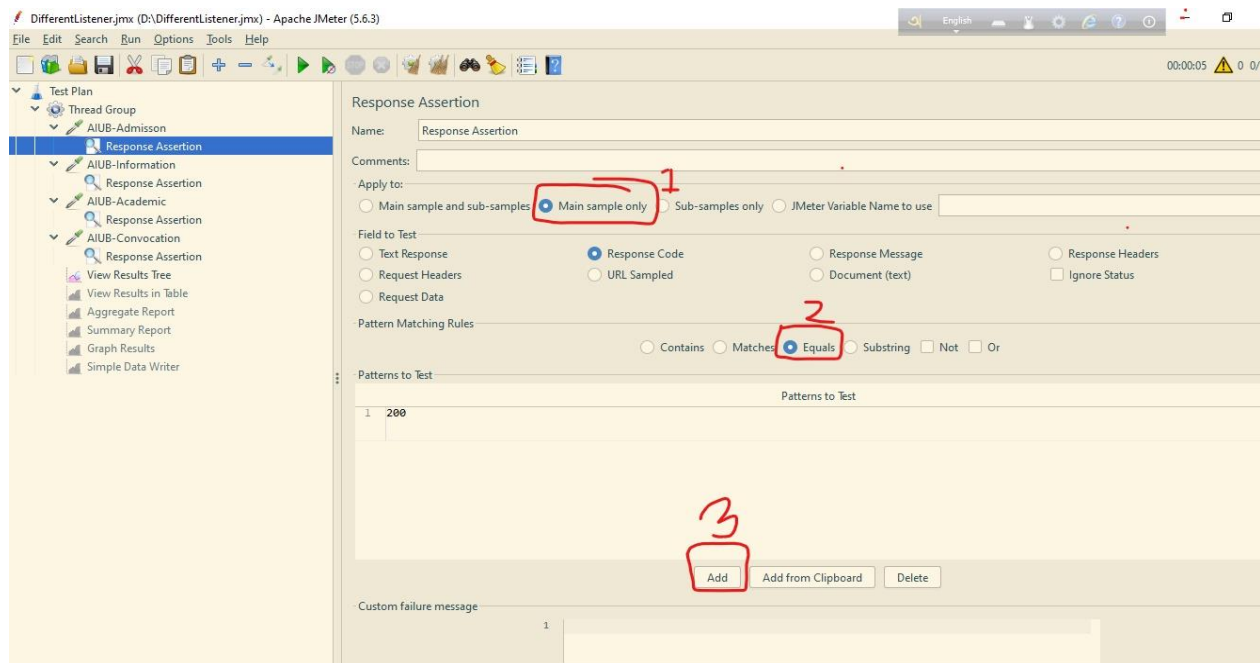 DifferentListener.jmx (D:\DifferentListener.jmx) - Apache JMeter (5.6.3)
English
File Edit Search Run Options Tools Help
00:00:05 0 0/
Test Plan
Thread Group
AIUB-Admisson
Response Assertion
AIUB-Information
Response Assertion
AIUB-Academic
Response Assertion
AIUB-Convocation
Response Assertion
View Results Tree
View Results in Table
Aggregate Report
Summary Report
Graph Results
Simple Data Writer
Response Assertion
Name: Response Assertion
Comments:
1
Apply to:
Main sample and sub-samples Main sample only Sub-samples only JMeter Variable Name to use
Field to Test
Text Response Response Code Response Message Response Headers
Request Headers URL Sampled Document (text) Ignore Status
Request Data
2
Pattern Matching Rules
Contains Matches Equals Substring Not Or
Patterns to Test
Patterns to Test
1 200
3
Add Add from Clipboard Delete
Custom failure message
1